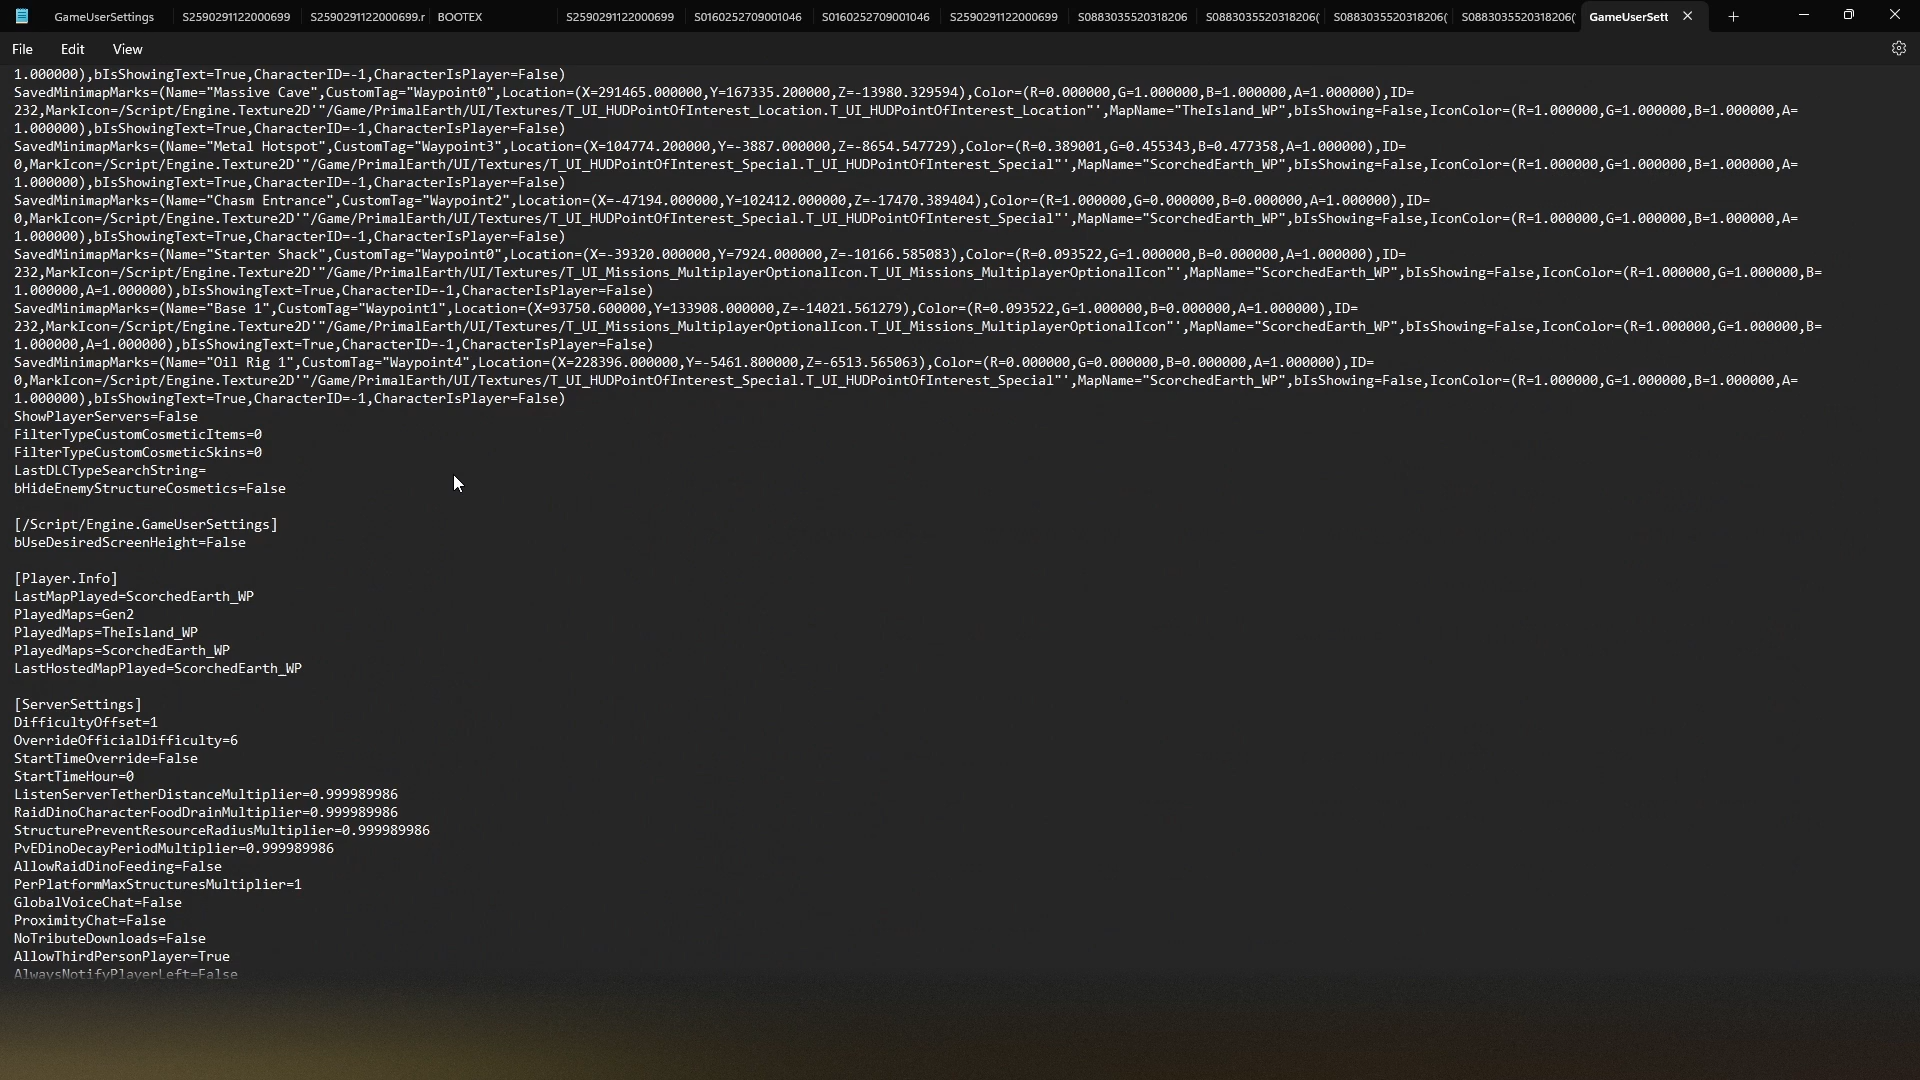 GameUserSettings S2590291122000699 S2590291122000699.r BOOTEX S2590291122000699 S0160252709001046 S0160252709001046 S2590291122000699 S0883035520318206 S0883035520318206( S0883035520318206( S0883035520318206( GameUserSett
File Edit View
1.000000),bIsShowingText=True,CharacterID=-1,CharacterIsPlayer=False)
SavedMinimapMarks=(Name="Massive Cave",CustomTag="Waypoint0",Location=(X=291465.000000,Y=167335.200000,Z=-13980.329594),Color=(R=0.000000,G=1.000000,B=1.000000,A=1.000000),ID=
232,MarkIcon=/Script/Engine.Texture2D'"/Game/PrimalEarth/UI/Textures/T_UI_HUDPointOfInterest_Location.T_UI_HUDPointOfInterest_Location"',MapName="TheIsland_WP",bIsShowing=False,IconColor=(R=1.000000,G=1.000000,B=1.000000,A=
1.000000),bIsShowingText=True,CharacterID=-1,CharacterIsPlayer=False)
SavedMinimapMarks=(Name="Metal Hotspot",CustomTag="Waypoint3",Location=(X=104774.200000,Y=-3887.000000,Z=-8654.547729),Color=(R=0.389001,G=0.455343,B=0.477358,A=1.000000),ID=
0,MarkIcon=/Script/Engine.Texture2D'"/Game/PrimalEarth/UI/Textures/T_UI_HUDPointOfInterest_Special.T_UI_HUDPointOfInterest_Special"',MapName="ScorchedEarth_WP",bIsShowing=False,IconColor=(R=1.000000,G=1.000000,B=1.000000,A=
1.000000),bIsShowingText=True,CharacterID=-1,CharacterIsPlayer=False)
SavedMinimapMarks=(Name="Chasm Entrance",CustomTag="Waypoint2",Location=(X=-47194.000000,Y=102412.000000,Z=-17470.389404),Color=(R=1.000000,G=0.000000,B=0.000000,A=1.000000),ID=
0,MarkIcon=/Script/Engine.Texture2D'"/Game/PrimalEarth/UI/Textures/T_UI_HUDPointOfInterest_Special.T_UI_HUDPointOfInterest_Special"',MapName="ScorchedEarth_WP",bIsShowing=False,IconColor=(R=1.000000,G=1.000000,B=1.000000,A=
1.000000),bIsShowingText=True,CharacterID=-1,CharacterIsPlayer=False)
SavedMinimapMarks=(Name="Starter Shack",CustomTag="Waypoint0",Location=(X=-39320.000000,Y=7924.000000,Z=-10166.585083),Color=(R=0.093522,G=1.000000,B=0.000000,A=1.000000),ID=
232,MarkIcon=/Script/Engine.Texture2D'"/Game/PrimalEarth/UI/Textures/T_UI_Missions_MultiplayerOptionalIcon.T_UI_Missions_MultiplayerOptionalIcon"',MapName="ScorchedEarth_WP",bIsShowing=False,IconColor=(R=1.000000,G=1.000000,B=
1.000000,A=1.000000),bIsShowingText=True,CharacterID=-1,CharacterIsPlayer=False)
SavedMinimapMarks=(Name="Base 1",CustomTag="Waypoint1",Location=(X=93750.600000,Y=133908.000000,Z=-14021.561279),Color=(R=0.093522,G=1.000000,B=0.000000,A=1.000000),ID=
232,MarkIcon=/Script/Engine.Texture2D'"/Game/PrimalEarth/UI/Textures/T_UI_Missions_MultiplayerOptionalIcon.T_UI_Missions_MultiplayerOptionalIcon"',MapName="ScorchedEarth_WP",bIsShowing=False,IconColor=(R=1.000000,G=1.000000,B=
1.000000,A=1.000000),bIsShowingText=True,CharacterID=-1,CharacterIsPlayer=False)
SavedMinimapMarks=(Name="Oil Rig 1",CustomTag="Waypoint4",Location=(X=228396.000000,Y=-5461.800000,Z=-6513.565063),Color=(R=0.000000,G=0.000000,B=0.000000,A=1.000000),ID=
0,MarkIcon=/Script/Engine.Texture2D'"/Game/PrimalEarth/UI/Textures/T_UI_HUDPointOfInterest_Special.T_UI_HUDPointOfInterest_Special"',MapName="ScorchedEarth_WP",bIsShowing=False,IconColor=(R=1.000000,G=1.000000,B=1.000000,A=
1.000000),bIsShowingText=True,CharacterID=-1,CharacterIsPlayer=False)
ShowPlayerServers=False
FilterTypeCustomCosmeticItems=0
FilterTypeCustomCosmeticSkins=0
LastDLCTypeSearchString=
bHideEnemyStructureCosmetics=False
[/Script/Engine.GameUserSettings]
bUseDesiredScreenHeight=False
[Player.Info]
LastMapPlayed=ScorchedEarth_WP
PlayedMaps=Gen2
PlayedMaps=TheIsland_WP
PlayedMaps=ScorchedEarth_WP
LastHostedMapPlayed=ScorchedEarth_WP
[ServerSettings]
DifficultyOffset=1
OverrideOfficialDifficulty=6
StartTimeOverride=False
StartTimeHour=0
ListenServerTetherDistanceMultiplier=0.999989986
RaidDinoCharacterFoodDrainMultiplier=0.999989986
StructurePreventResourceRadiusMultiplier=0.999989986
PvEDinoDecayPeriodMultiplier=0.999989986
AllowRaidDinoFeeding=False
PerPlatformMaxStructuresMultiplier=1
GlobalVoiceChat=False
ProximityChat=False
NoTributeDownloads=False
AllowThirdPersonPlayer=True
AlwaysNotifyPlayerLeft=False